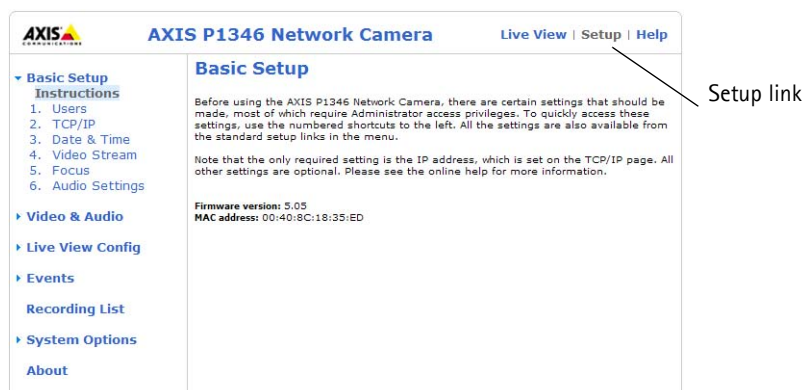 AXIS
COMMUNICATIONS
AXIS P1346 Network Camera
Live View | Setup | Help
Setup link
Basic Setup
Instructions
1. Users
2. TCP/IP
3. Date & Time
4. Video Stream
5. Focus
6. Audio Settings
Video & Audio
Live View Config
Events
Recording List
System Options
About
Basic Setup
Before using the AXIS P1346 Network Camera, there are certain settings that should be
made, most of which require Administrator access privileges. To quickly access these
settings, use the numbered shortcuts to the left. All the settings are also available from
the standard setup links in the menu.
Note that the only required setting is the IP address, which is set on the TCP/IP page. All
other settings are optional. Please see the online help for more information.
Firmware version: 5.05
MAC address: 00:40:8C:18:35:ED